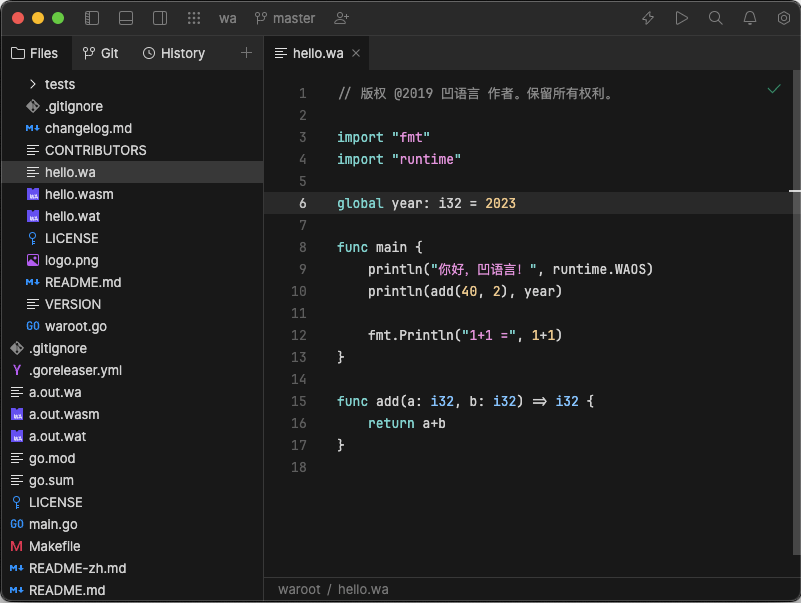 wa master
Files Git History
hello.wa
tests
.gitignore
changelog.md
CONTRIBUTORS
hello.wa
hello.wasm
hello.wat
LICENSE
logo.png
README.md
VERSION
waroot.go
.gitignore
.goreleaser.yml
a.out.wa
a.out.wasm
a.out.wat
go.mod
go.sum
LICENSE
main.go
Makefile
README-zh.md
README.md
1 // 版权 @2019 凹语言 作者。保留所有权利。
2
3 import "fmt"
4 import "runtime"
5
6 global year: i32 = 2023
7
8 func main {
9 println("你好，凹语言！", runtime.WAOS)
10 println(add(40, 2), year)
11
12 fmt.Println("1+1 =", 1+1)
13 }
14
15 func add(a: i32, b: i32) => i32 {
16 return a+b
17 }
18
waroot / hello.wa